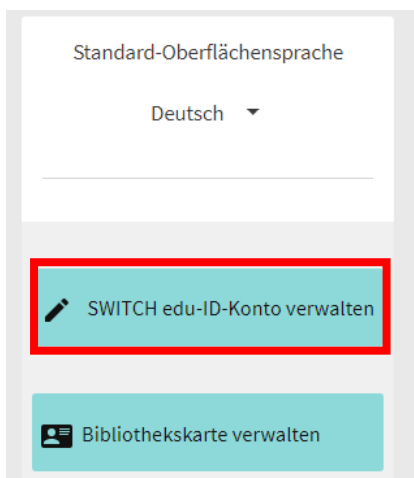 Standard-Oberflächensprache
Deutsch
SWITCH edu-ID-Konto verwalten
Bibliothekskarte verwalten